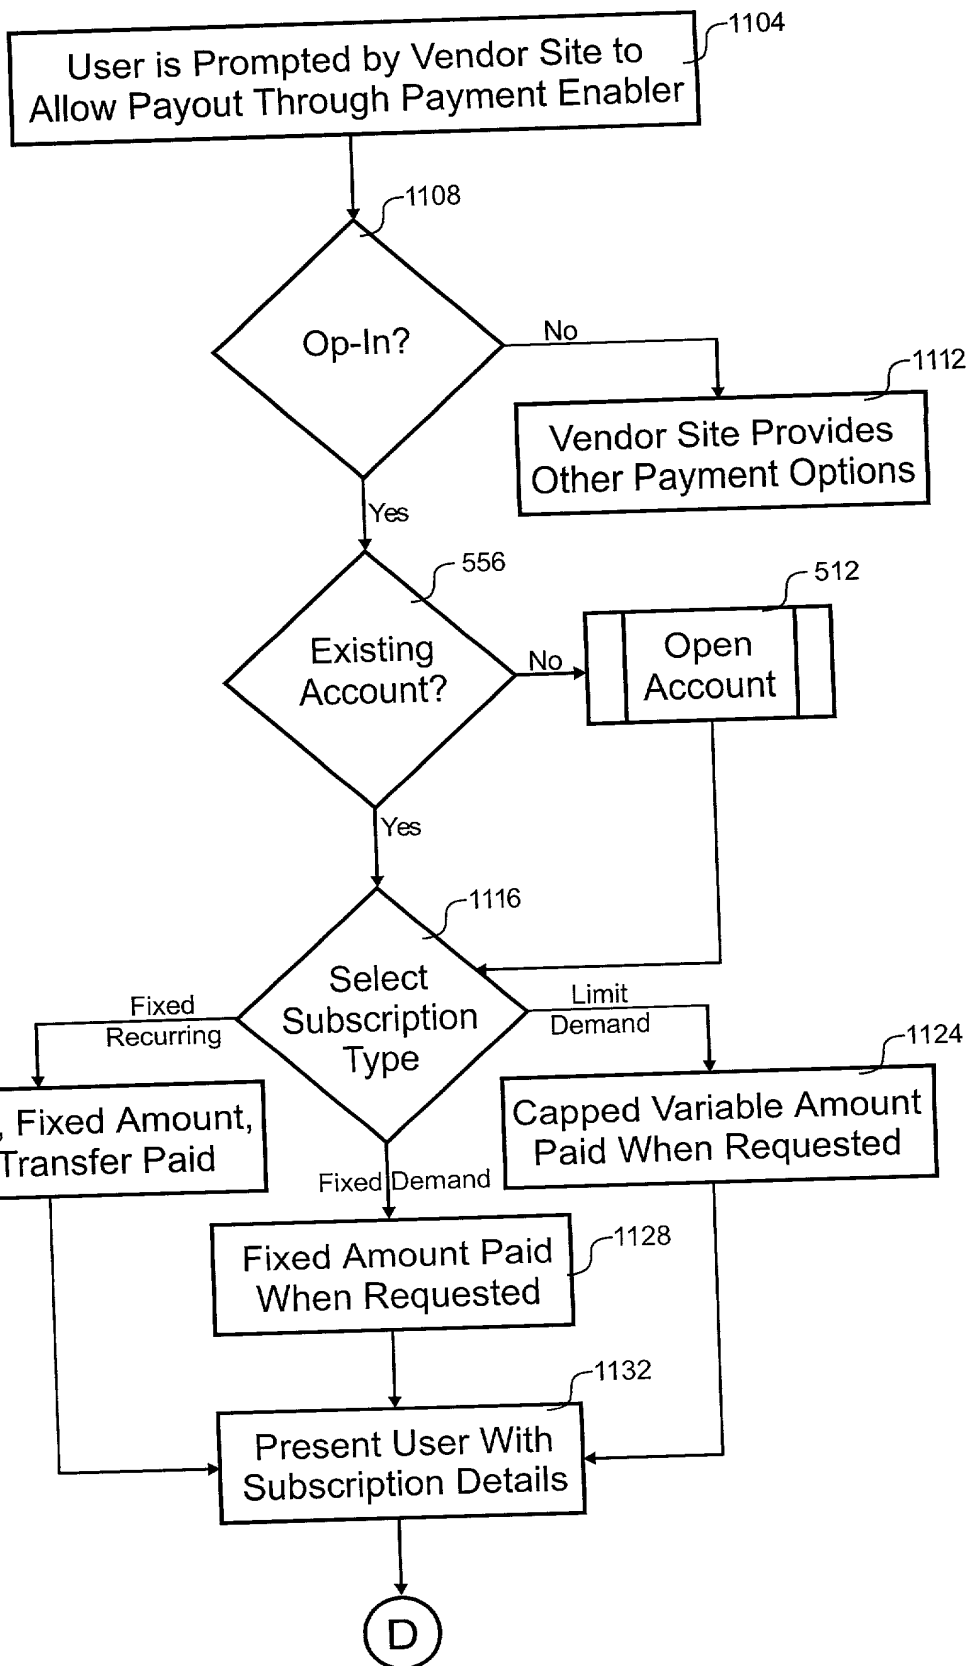 1104
User is Prompted by Vendor Site to
Allow Payout Through Payment Enabler
1108
Op-In?
No
1112
Vendor Site Provides
Other Payment Options
Yes
556
Existing
Account?
No
512
Open
Account
Yes
1116
Select
Subscription
Type
Fixed
Recurring
Limit
Demand
1124
, Fixed Amount,
Transfer Paid
Capped Variable Amount
Paid When Requested
Fixed Demand
1128
Fixed Amount Paid
When Requested
1132
Present User With
Subscription Details
D